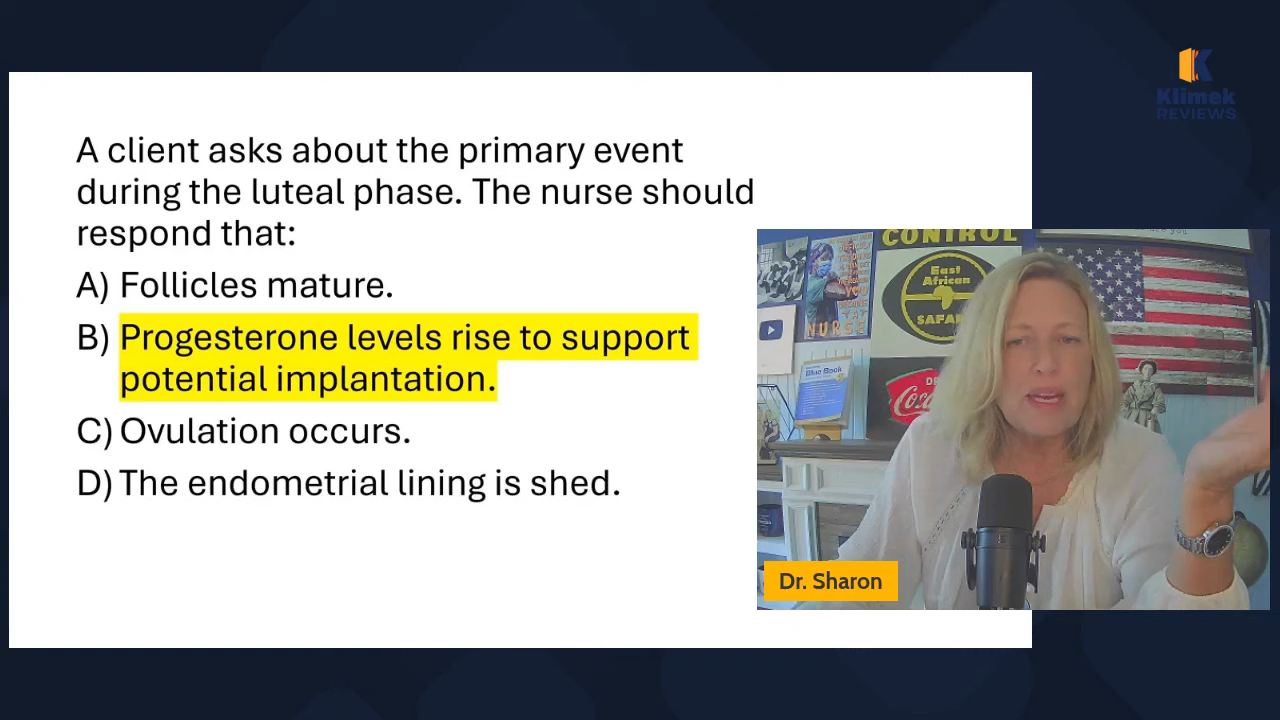 Klimek
REVIEWS
A client asks about the primary event
during the luteal phase. The nurse should
respond that:
A) Follicles mature.
B) Progesterone levels rise to support
potential implantation.
C) Ovulation occurs.
D) The endometrial lining is shed.
CONTROL
East
African
SAFARI
NURSE
Blue Book
Dr. Sharon